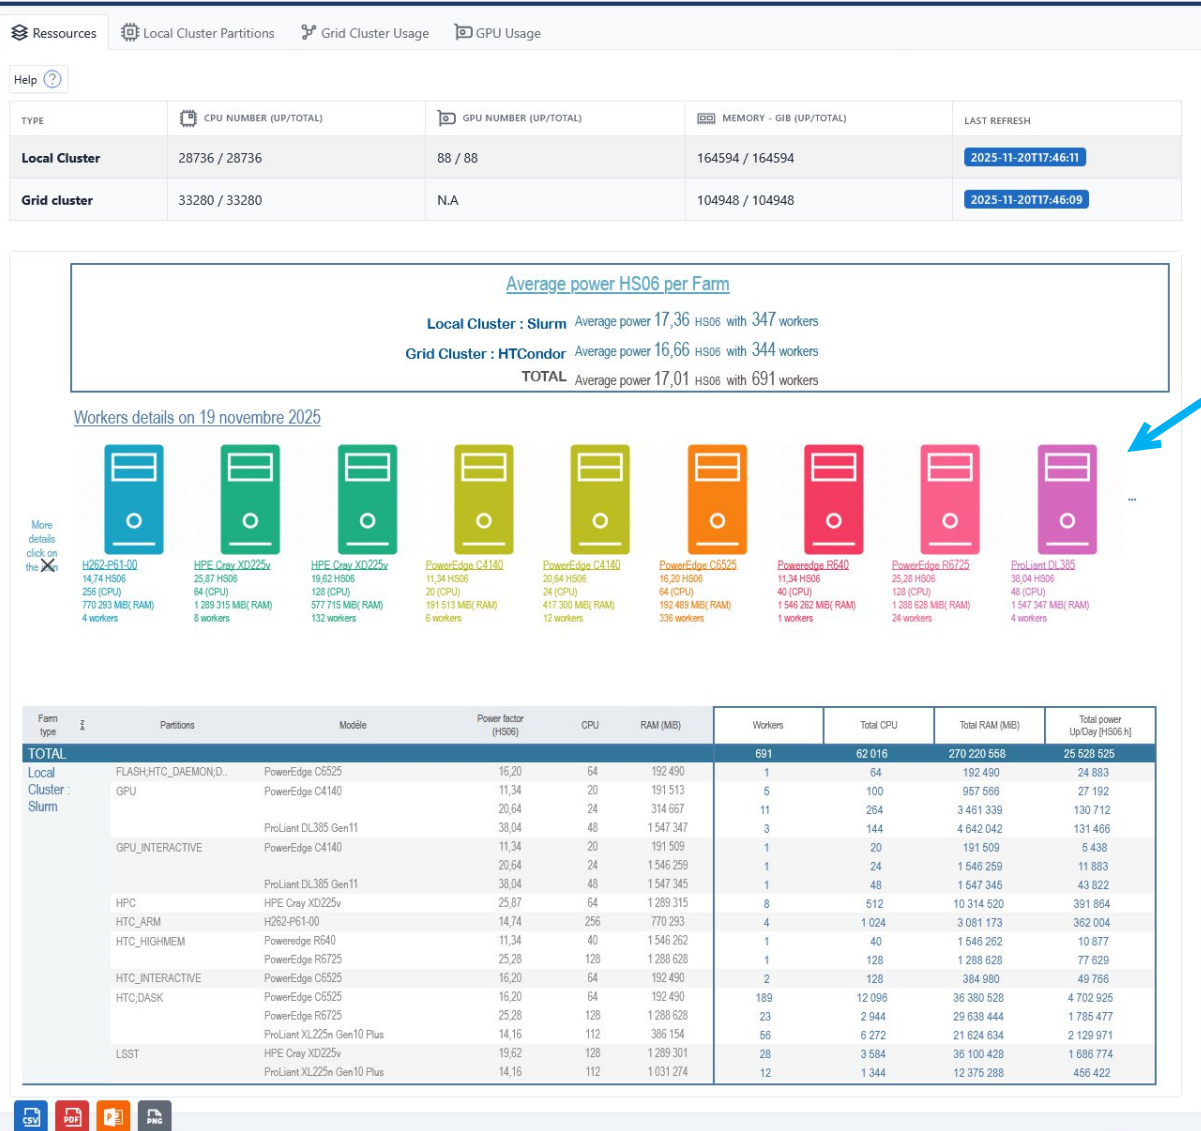 Ressources Local Cluster Partitions Grid Cluster Usage GPU Usage
Help ?
TYPE CPU NUMBER (UP/TOTAL) GPU NUMBER (UP/TOTAL) MEMORY - GIB (UP/TOTAL) LAST REFRESH
Local Cluster 28736 / 28736 88 / 88 164594 / 164594 2025-11-20T17:46:11
Grid cluster 33280 / 33280 N.A 104948 / 104948 2025-11-20T17:46:09
Average power HS06 per Farm
Local Cluster : Slurm Average power 17,36 HS06 with 347 workers
Grid Cluster : HTCondor Average power 16,66 HS06 with 344 workers
TOTAL Average power 17,01 HS06 with 691 workers
Workers details on 19 novembre 2025
...
More
details
click on
the icon
H262-P61-00
14,74 HS06
256 (CPU)
770 293 MiB( RAM)
4 workers
HPE Cray XD225v
25,87 HS06
64 (CPU)
1 289 315 MiB( RAM)
8 workers
HPE Cray XD225v
19,62 HS06
128 (CPU)
577 715 MiB( RAM)
132 workers
PowerEdge C4140
11,34 HS06
20 (CPU)
191 513 MiB( RAM)
6 workers
PowerEdge C4140
20,64 HS06
24 (CPU)
417 300 MiB( RAM)
12 workers
PowerEdge C6525
16,20 HS06
64 (CPU)
192 489 MiB( RAM)
336 workers
Poweredge R640
11,34 HS06
40 (CPU)
1 546 262 MiB( RAM)
1 workers
PowerEdge R6725
25,28 HS06
128 (CPU)
1 288 628 MiB( RAM)
24 workers
ProLiant DL385
38,04 HS06
48 (CPU)
1 547 347 MiB( RAM)
4 workers
Farm type Partitions Modèle Power factor (HS06) CPU RAM (MiB) Workers Total CPU Total RAM (MiB) Total power Up/Day [HS06.h]
TOTAL 691 62 016 270 220 558 25 528 525
Local Cluster : Slurm FLASH;HTC_DAEMON;D.. PowerEdge C6525 16,20 64 192 490 1 64 192 490 24 883
GPU PowerEdge C4140 11,34 20 191 513 5 100 957 566 27 192
20,64 24 314 667 11 264 3 461 339 130 712
ProLiant DL385 Gen11 38,04 48 1 547 347 3 144 4 642 042 131 466
GPU_INTERACTIVE PowerEdge C4140 11,34 20 191 509 1 20 191 509 5 438
20,64 24 1 546 259 1 24 1 546 259 11 883
ProLiant DL385 Gen11 38,04 48 1 547 345 1 48 1 547 345 43 822
HPC HPE Cray XD225v 25,87 64 1 289 315 8 512 10 314 520 391 864
HTC_ARM H262-P61-00 14,74 256 770 293 4 1 024 3 081 173 362 004
HTC_HIGHMEM Poweredge R640 11,34 40 1 546 262 1 40 1 546 262 10 877
PowerEdge R6725 25,28 128 1 288 628 1 128 1 288 628 77 629
HTC_INTERACTIVE PowerEdge C6525 16,20 64 192 490 2 128 384 980 49 766
HTC;DASK PowerEdge C6525 16,20 64 192 490 189 12 096 36 380 528 4 702 925
PowerEdge R6725 25,28 128 1 288 628 23 2 944 29 638 444 1 785 477
ProLiant XL225n Gen10 Plus 14,16 112 386 154 56 6 272 21 624 634 2 129 971
LSST HPE Cray XD225v 19,62 128 1 289 301 28 3 584 36 100 428 1 686 774
ProLiant XL225n Gen10 Plus 14,16 112 1 031 274 12 1 344 12 375 288 456 422
CSV PDF P PNG